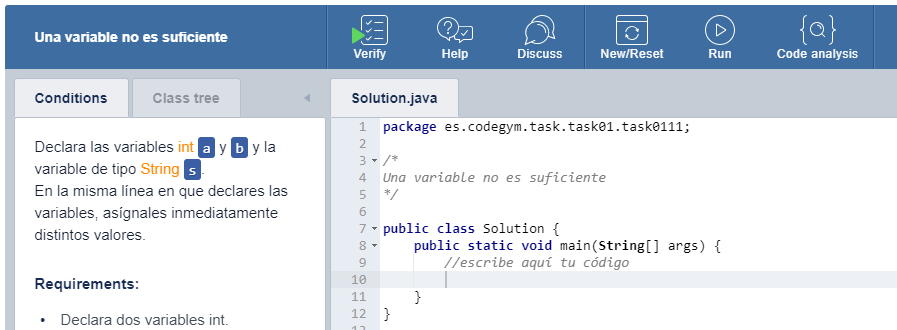 Una variable no es suficiente
Verify
Help
Discuss
New/Reset
Run
Code analysis
Conditions
Class tree
Declara las variables int a y b y la
variable de tipo String s.
En la misma línea en que declares las
variables, asígnales inmediatamente
distintos valores.
Requirements:
• Declara dos variables int.
Solution.java
1 package es.codegym.task.task01.task0111;
2
3 /*
4 Una variable no es suficiente
5 */
6
7 public class Solution {
8 public static void main(String[] args) {
9 //escribe aquí tu código
10
11 }
12 }